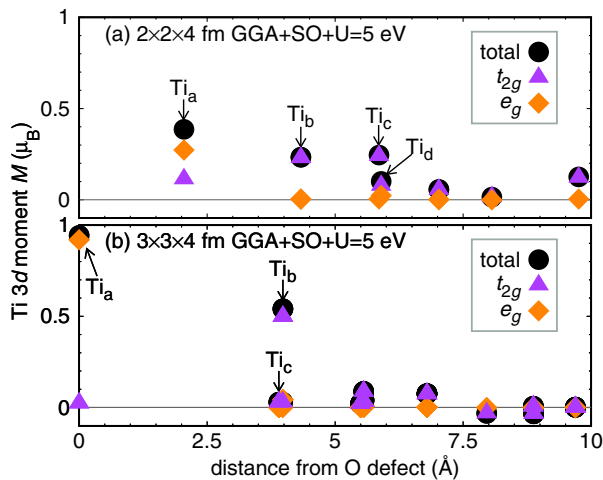 1
(a) 2×2×4 fm GGA+SO+U=5 eV
total
t2g
eg
Tia
Tib
Tic
Tid
0.5
0
Ti 3d moment M (μB)
1
(b) 3×3×4 fm GGA+SO+U=5 eV
total
t2g
eg
Tia
Tib
Tic
0.5
0
0 2.5 5 7.5 10
distance from O defect (Å)